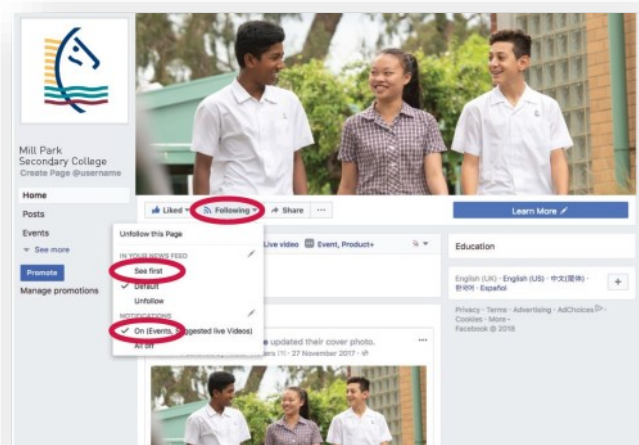 Mill Park
Secondary College
Create Page @username
Home
Posts
Events
See more
Promote
Manage promotions
Liked
Following
Share
Learn More
Unfollow this Page
IN YOUR NEWS FEED
See first
Default
Unfollow
NOTIFICATIONS
On (Events, Suggested live Videos)
All off
Live video
Event, Product+
Education
English (UK) · English (US) · 中文(简体) ·
한국어 · Español
Privacy · Terms · Advertising · AdChoices ·
Cookies · More
Facebook © 2018
updated their cover photo.
27 November 2017